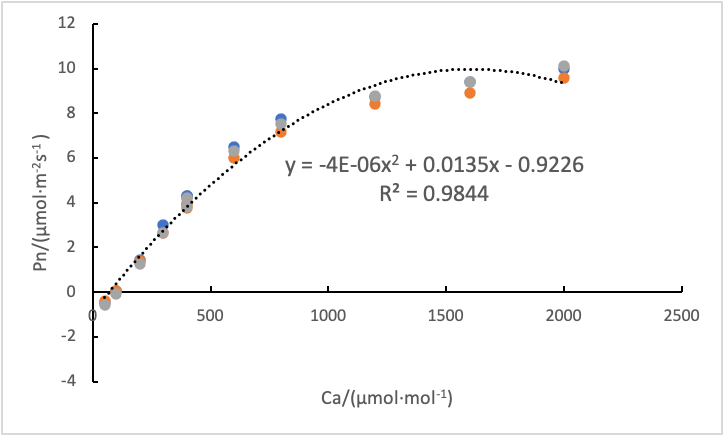 12
10
8
6
4
2
0
-2
-4
Pn/(μmol·m⁻²s⁻¹ )
y = -4E-06x² + 0.0135x - 0.9226
R² = 0.9844
0 500 1000 1500 2000 2500
Ca/(μmol·mol⁻¹)